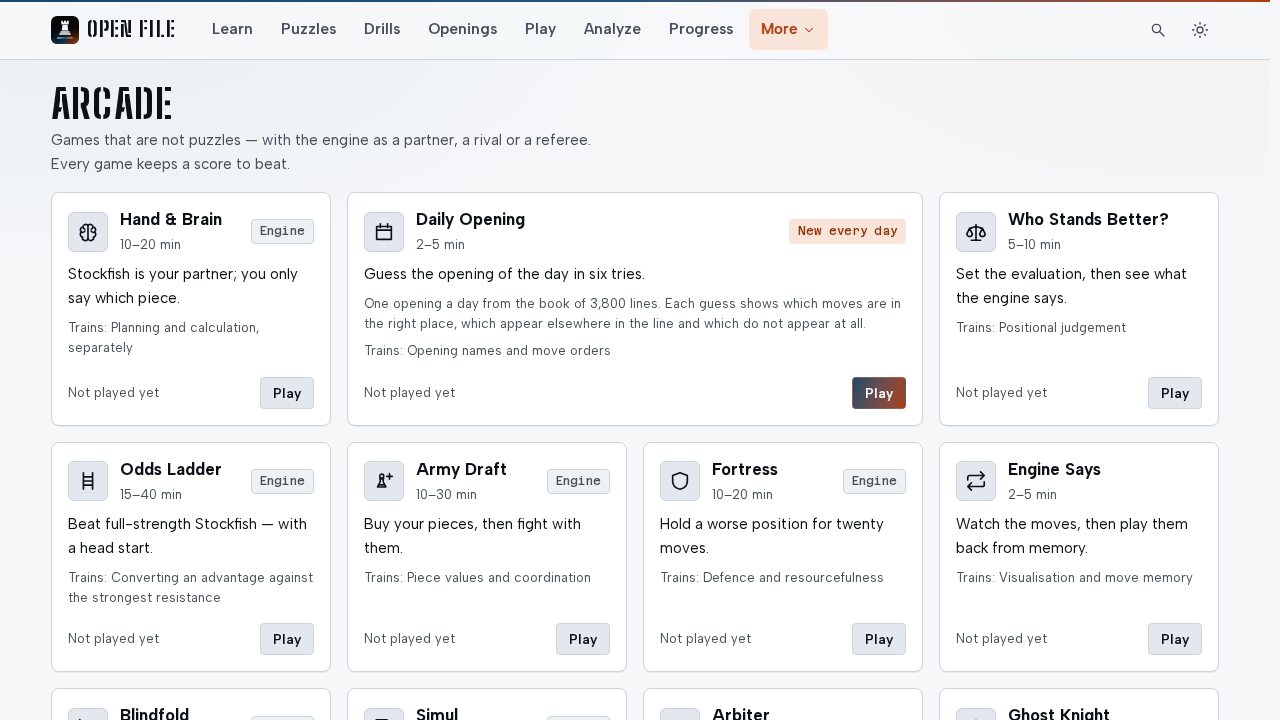 OPEN FILE
Learn
Puzzles
Drills
Openings
Play
Analyze
Progress
More
ARCADE
Games that are not puzzles — with the engine as a partner, a rival or a referee.
Every game keeps a score to beat.
Hand & Brain
10–20 min
Engine
Stockfish is your partner; you only
say which piece.
Trains: Planning and calculation,
separately
Not played yet
Play
Daily Opening
2–5 min
New every day
Guess the opening of the day in six tries.
One opening a day from the book of 3,800 lines. Each guess shows which moves are in
the right place, which appear elsewhere in the line and which do not appear at all.
Trains: Opening names and move orders
Not played yet
Play
Who Stands Better?
5–10 min
Set the evaluation, then see what
the engine says.
Trains: Positional judgement
Not played yet
Play
Odds Ladder
15–40 min
Engine
Beat full-strength Stockfish — with
a head start.
Trains: Converting an advantage against
the strongest resistance
Not played yet
Play
Army Draft
10–30 min
Engine
Buy your pieces, then fight with
them.
Trains: Piece values and coordination
Not played yet
Play
Fortress
10–20 min
Engine
Hold a worse position for twenty
moves.
Trains: Defence and resourcefulness
Not played yet
Play
Engine Says
2–5 min
Watch the moves, then play them
back from memory.
Trains: Visualisation and move memory
Not played yet
Play
Blindfold
Simul
Arbiter
Ghost Knight